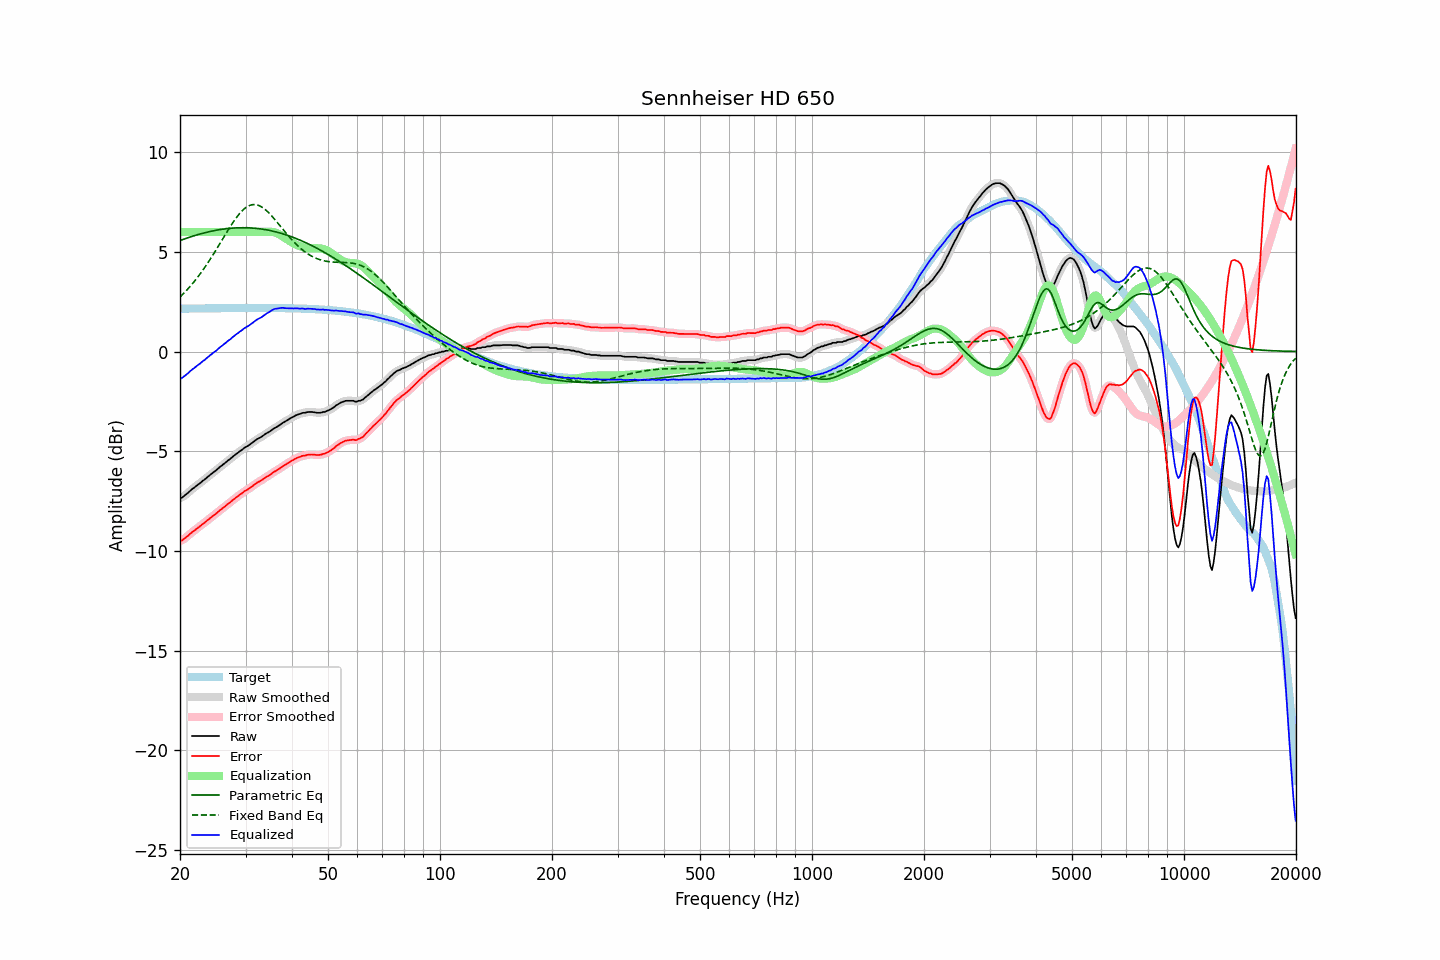 Sennheiser HD 650
Amplitude (dBr)
10
5
0
−5
−10
−15
−20
−25
Target
Raw Smoothed
Error Smoothed
Raw
Error
Equalization
Parametric Eq
Fixed Band Eq
Equalized
20 50 100 200 500 1000 2000 5000 10000 20000
Frequency (Hz)